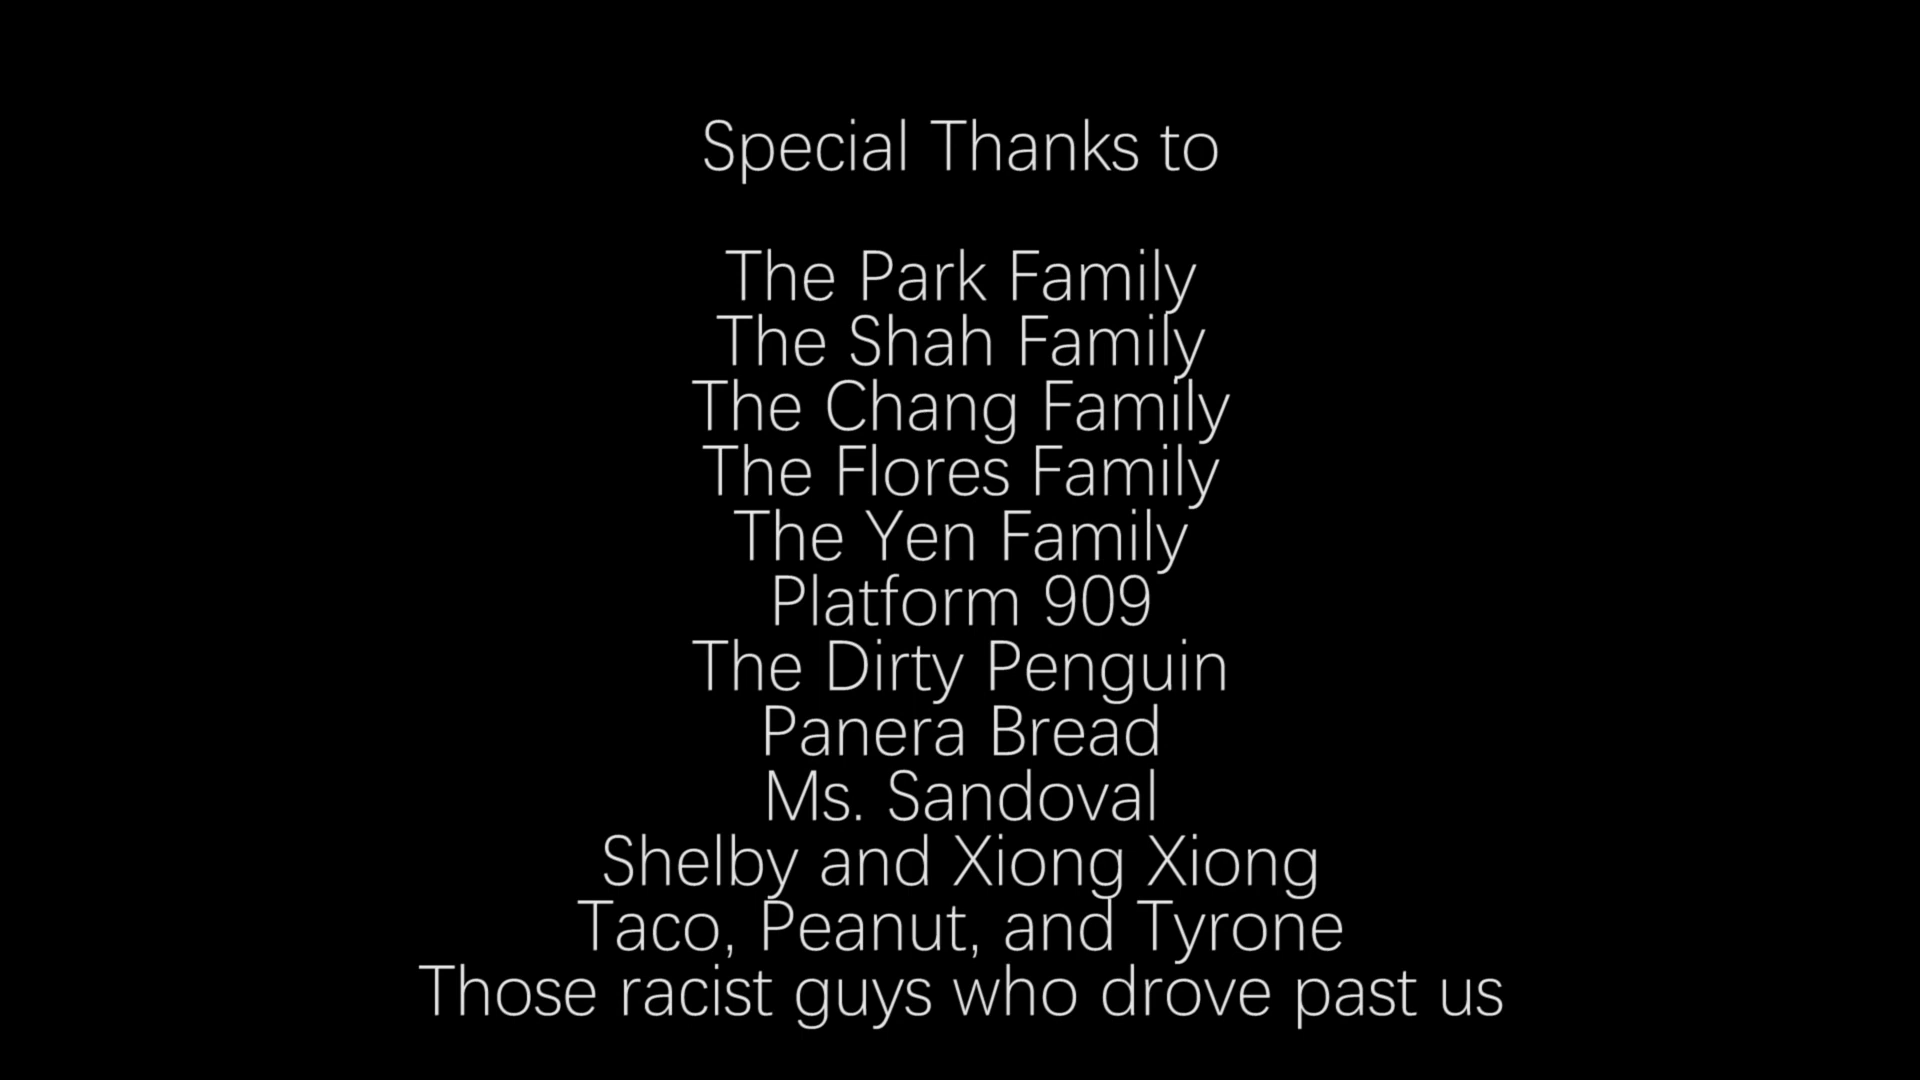 Special Thanks to
The Park Family
The Shah Family
The Chang Family
The Flores Family
The Yen Family
Platform 909
The Dirty Penguin
Panera Bread
Ms. Sandoval
Shelby and Xiong Xiong
Taco, Peanut, and Tyrone
Those racist guys who drove past us